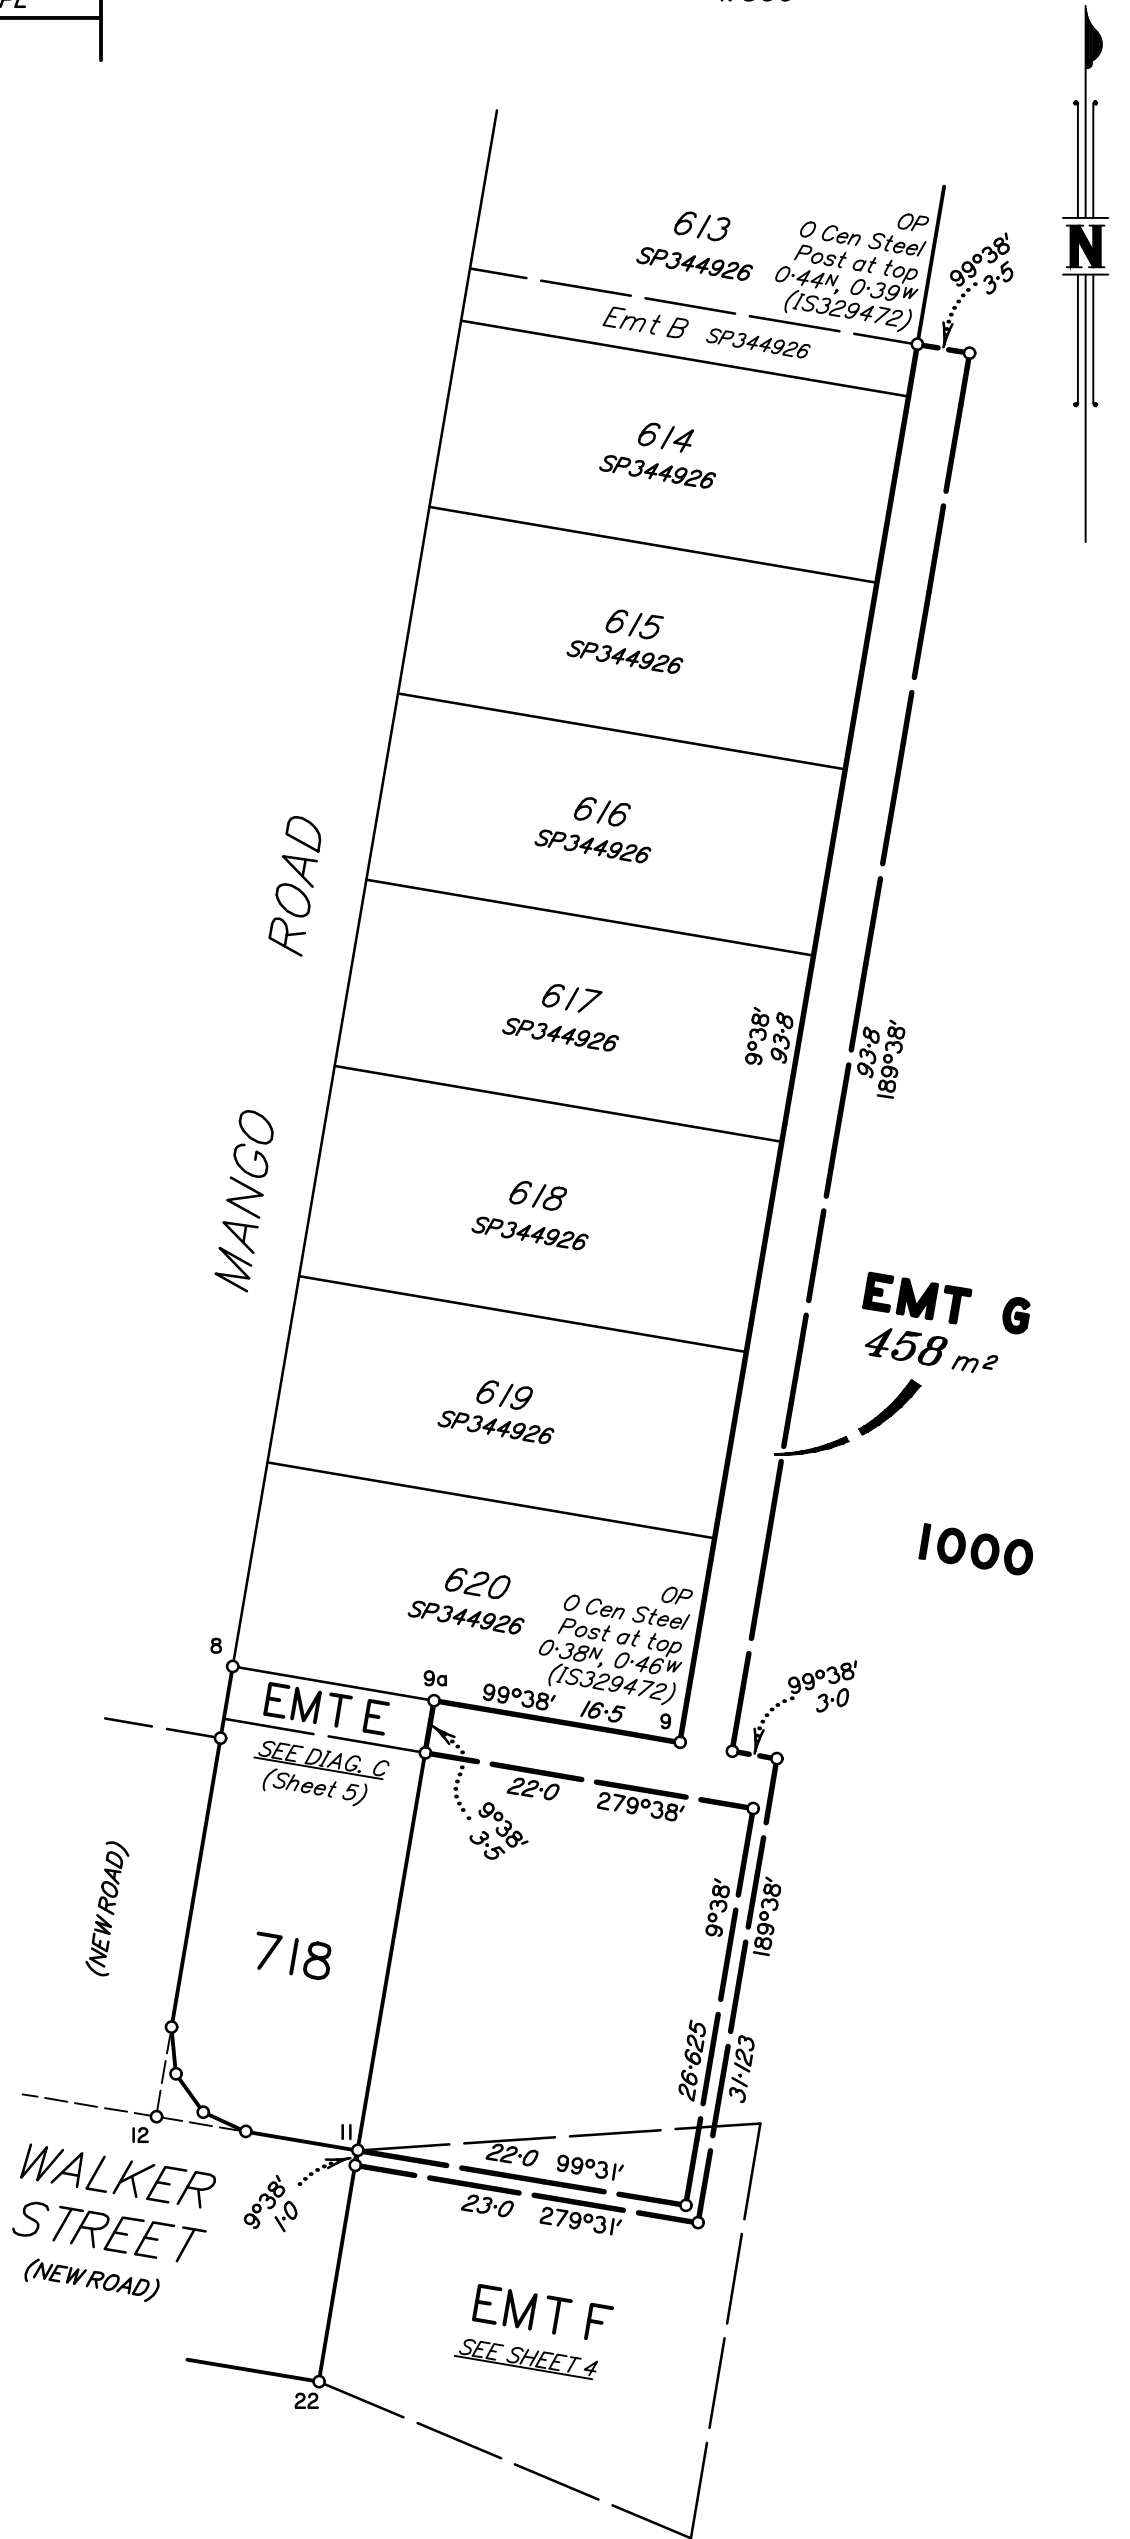 N
613
SP344926
OP
O Cen Steel
Post at top
0·44N, 0·39W
(IS329472)
99°38'
3·5
Emt B SP344926
614
SP344926
615
SP344926
616
SP344926
617
SP344926
618
SP344926
619
SP344926
620
SP344926
9°38'
93·8
93·8
189°38'
MANGO ROAD
EMT G
458 m²
1000
OP
O Cen Steel
Post at top
0·38N, 0·46W
(IS329472)
8
9a
99°38' 16·5
9
99°38'
3·0
EMT E
SEE DIAG. C
(Sheet 5)
22·0 279°38'
9°38'
3·5
(NEW ROAD)
718
9°38'
26·625
189°38'
31·123
12
11
22·0 99°31'
23·0 279°31'
9°38'
1·0
WALKER
STREET
(NEW ROAD)
EMT F
SEE SHEET 4
22